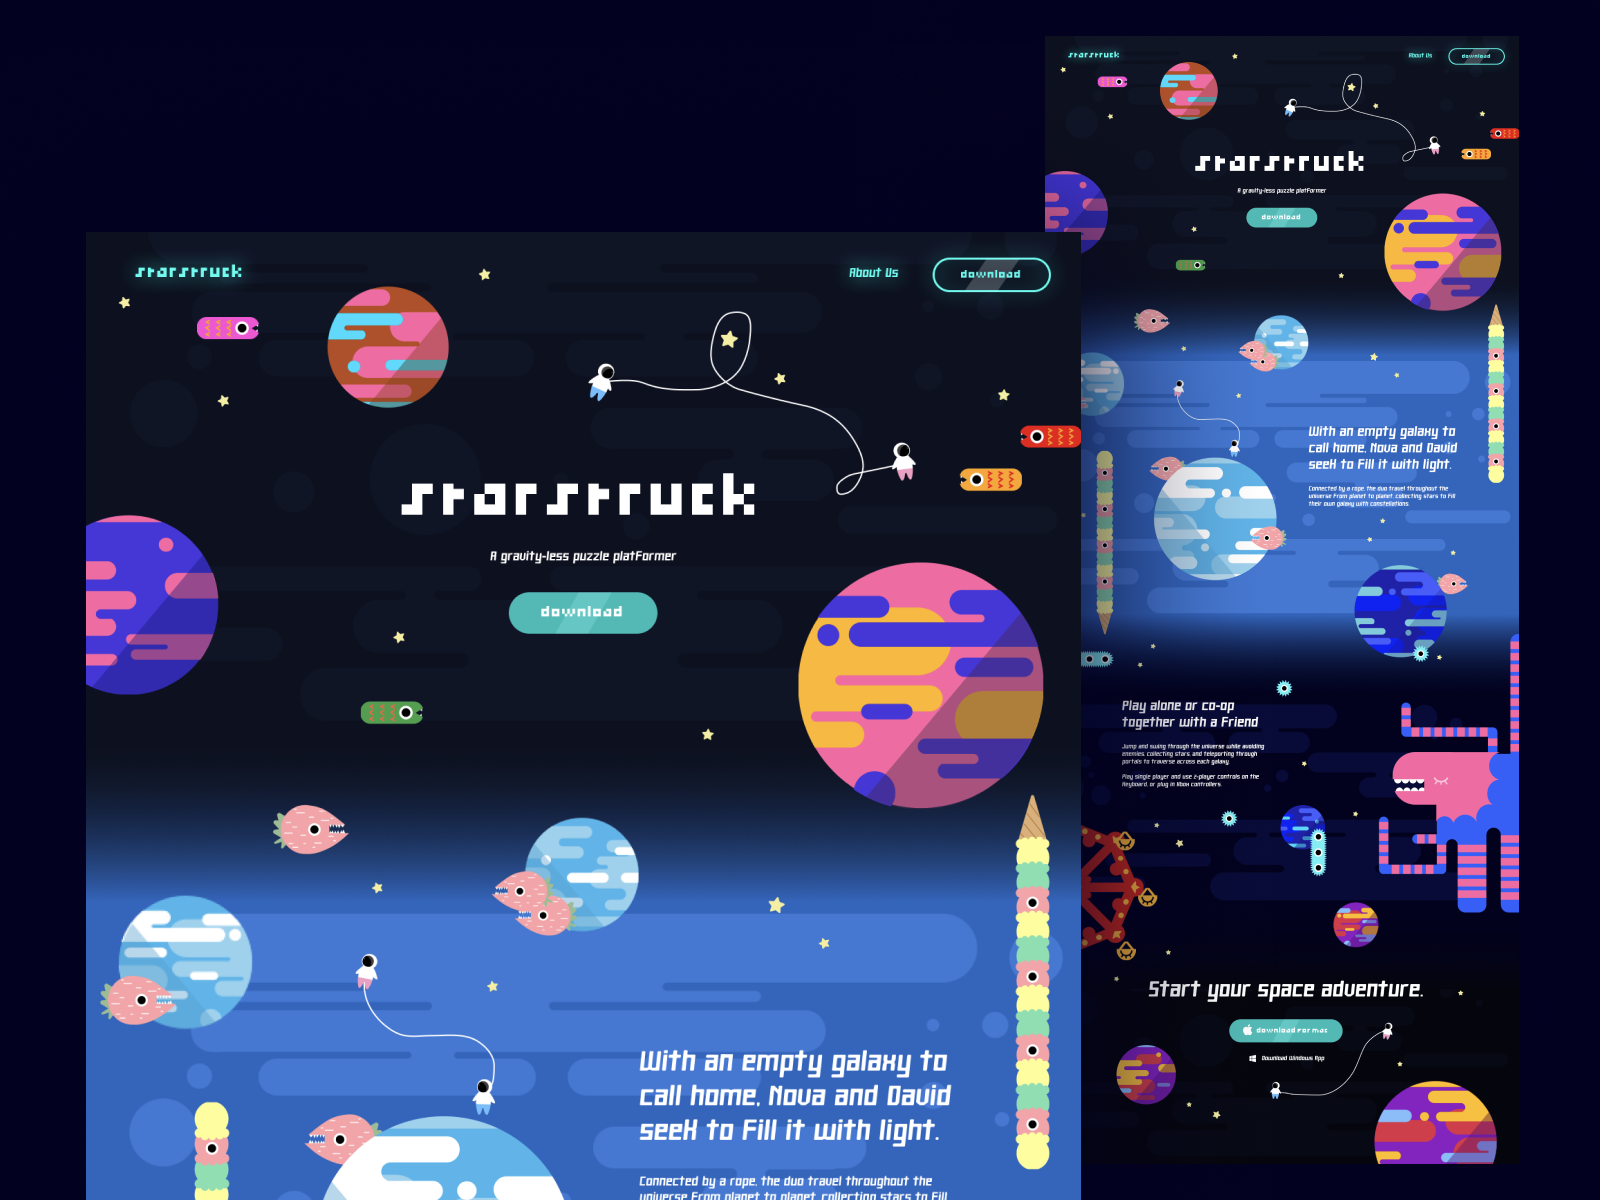 starstruck
About Us
download
starstruck
A gravity-less puzzle platformer
download
With an empty galaxy to
call home, Nova and David
seek to fill it with light.
Connected by a rope, the duo travel throughout the
universe from planet to planet, collecting stars to fill
starstruck
About Us
download
starstruck
A gravity-less puzzle platformer
download
With an empty galaxy to
call home, Nova and David
seek to fill it with light.
Connected by a rope, the duo travel throughout the
universe from planet to planet, collecting stars to fill
their own galaxy with constellations.
Play alone or co-op
together with a friend
Jump and swing through the universe while avoiding
enemies, collecting stars, and teleporting through
portals to traverse across each galaxy.
Play single player and use 2-player controls on the
keyboard, or plug in Xbox controllers.
Start your space adventure.
download for mac
Download Windows App